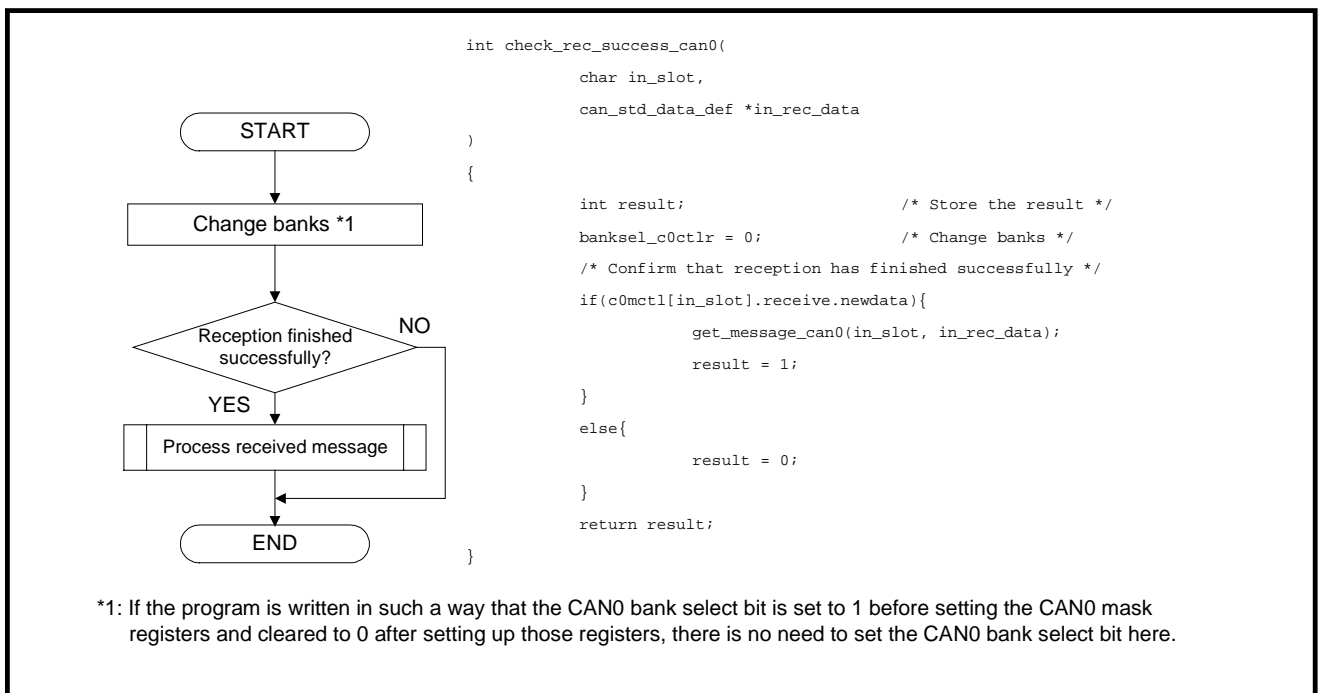 START
Change banks *1
Reception finished
successfully?
NO
YES
Process received message
END
int check_rec_success_can0(
char in_slot,
can_std_data_def *in_rec_data
)
{
int result; /* Store the result */
banksel_c0ctlr = 0; /* Change banks */
/* Confirm that reception has finished successfully */
if(c0mctl[in_slot].receive.newdata){
get_message_can0(in_slot, in_rec_data);
result = 1;
}
else{
result = 0;
}
return result;
}
*1: If the program is written in such a way that the CAN0 bank select bit is set to 1 before setting the CAN0 mask
registers and cleared to 0 after setting up those registers, there is no need to set the CAN0 bank select bit here.